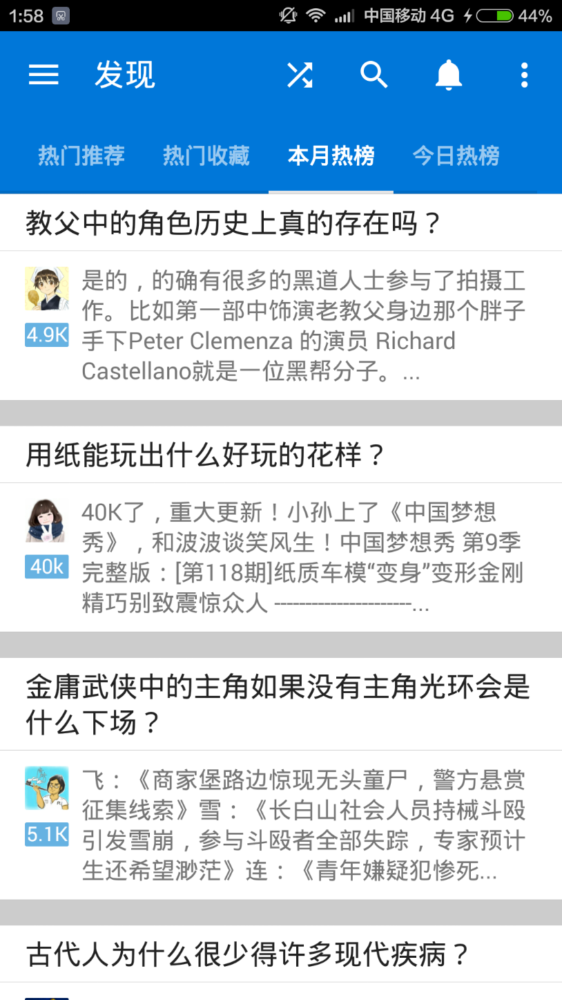 1:58 中国移动 4G 44%
发现
热门推荐 热门收藏 本月热榜 今日热榜
教父中的角色历史上真的存在吗？
是的，的确有很多的黑道人士参与了拍摄工
作。比如第一部中饰演老教父身边那个胖子
4.9K
手下Peter Clemenza 的演员 Richard
Castellano就是一位黑帮分子。...
用纸能玩出什么好玩的花样？
40K了，重大更新！小孙上了《中国梦想
秀》，和波波谈笑风生！中国梦想秀 第9季
40k
完整版：[第118期]纸质车模“变身”变形金刚
精巧别致震惊众人 ----------------------...
金庸武侠中的主角如果没有主角光环会是
什么下场？
飞：《商家堡路边惊现无头童尸，警方悬赏
征集线索》雪：《长白山社会人员持械斗殴
5.1K
引发雪崩，参与斗殴者全部失踪，专家预计
生还希望渺茫》连：《青年嫌疑犯惨死...
古代人为什么很少得许多现代疾病？